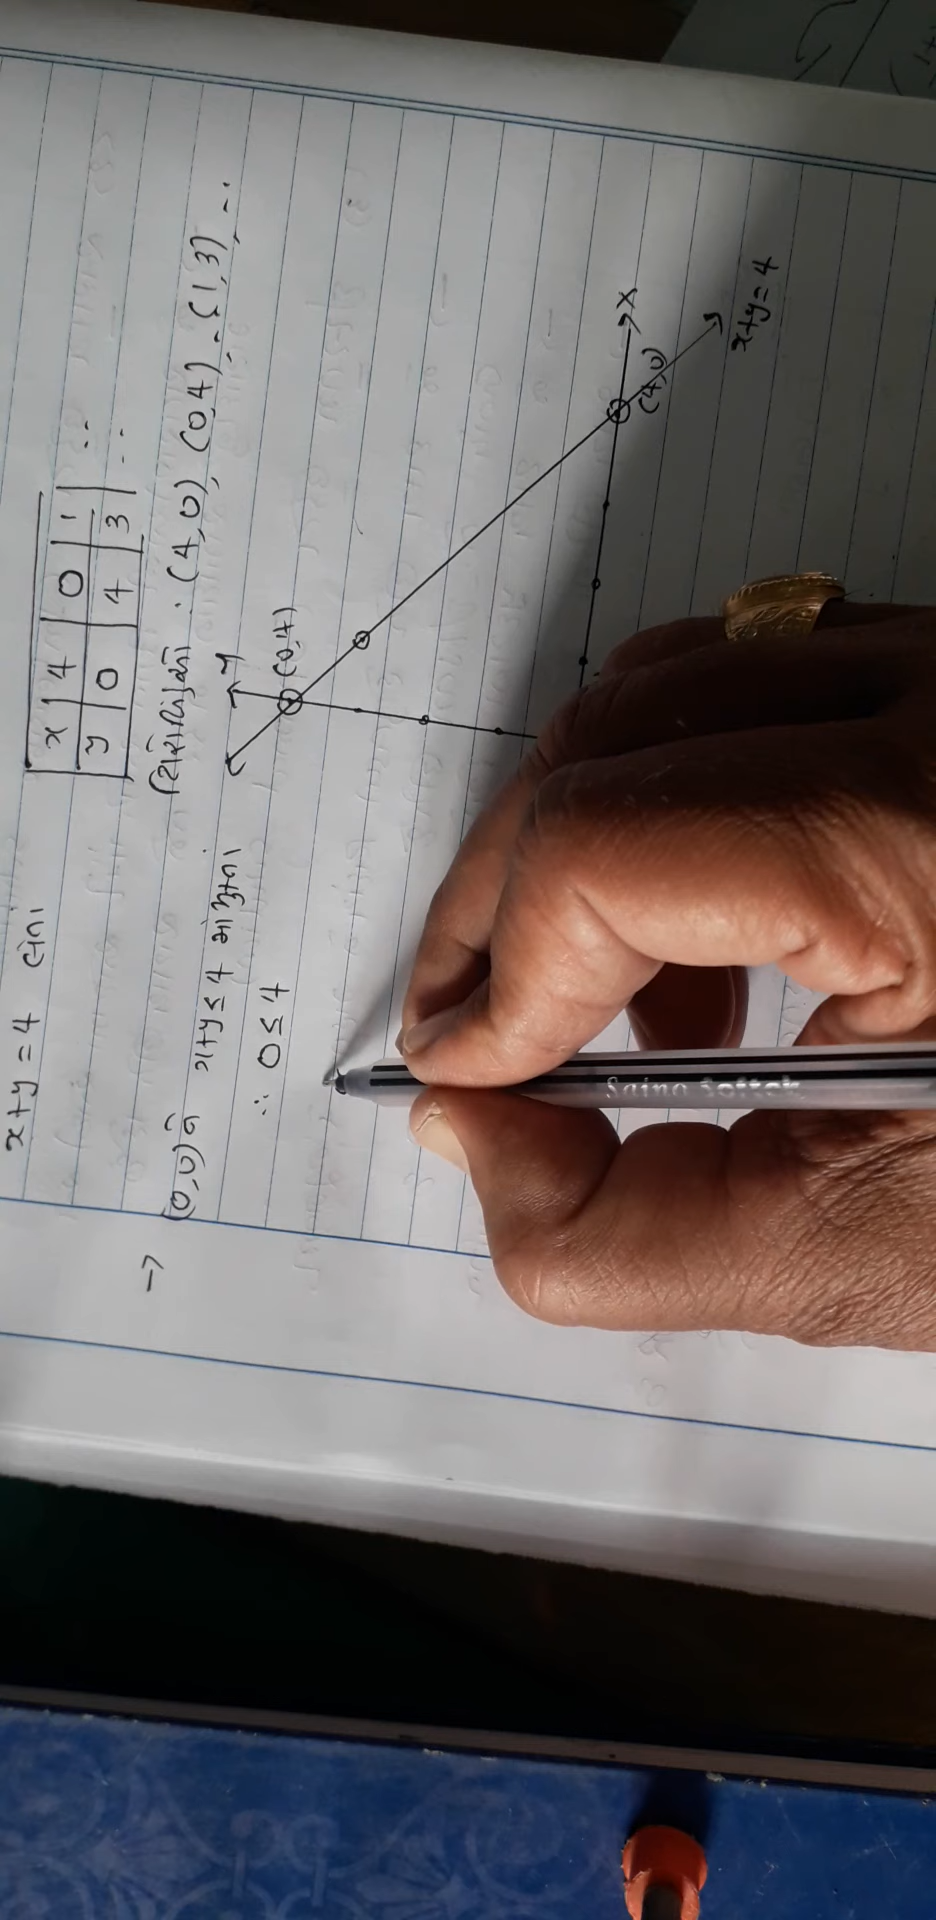 x+y=4 લેતાં
x | 4 | 0 | 1 | ..
y | 0 | 4 | 3 | ..
શિરોબિંદુઓ : (4,0), (0,4), (1,3), ...
→ (0,0) ને x+y≤4 માં મૂકતાં
∴ 0≤4
y
(0,4)
(4,0)
x
x+y=4